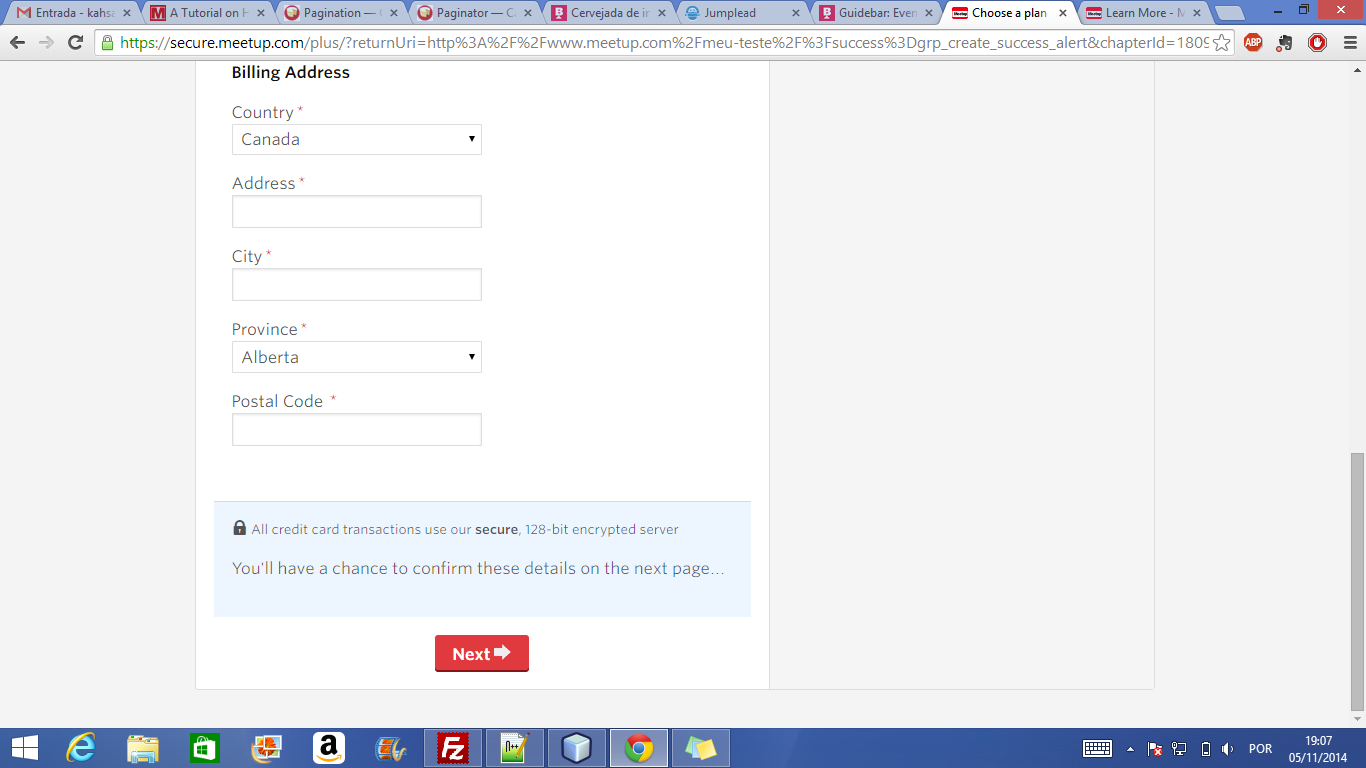 Entrada - kahsa
A Tutorial on H
Pagination — 
Paginator — C
Cervejada de in
Jumplead
Guidebar: Even
Choose a plan
Learn More - M
https://secure.meetup.com/plus/?returnUri=http%3A%2F%2Fwww.meetup.com%2Fmeu-teste%2F%3Fsuccess%3Dgrp_create_success_alert&chapterId=1809
ABP
Billing Address
Country *
Canada
Address *
City *
Province *
Alberta
Postal Code *
All credit card transactions use our secure, 128-bit encrypted server
You'll have a chance to confirm these details on the next page...
Next
POR
19:07
05/11/2014